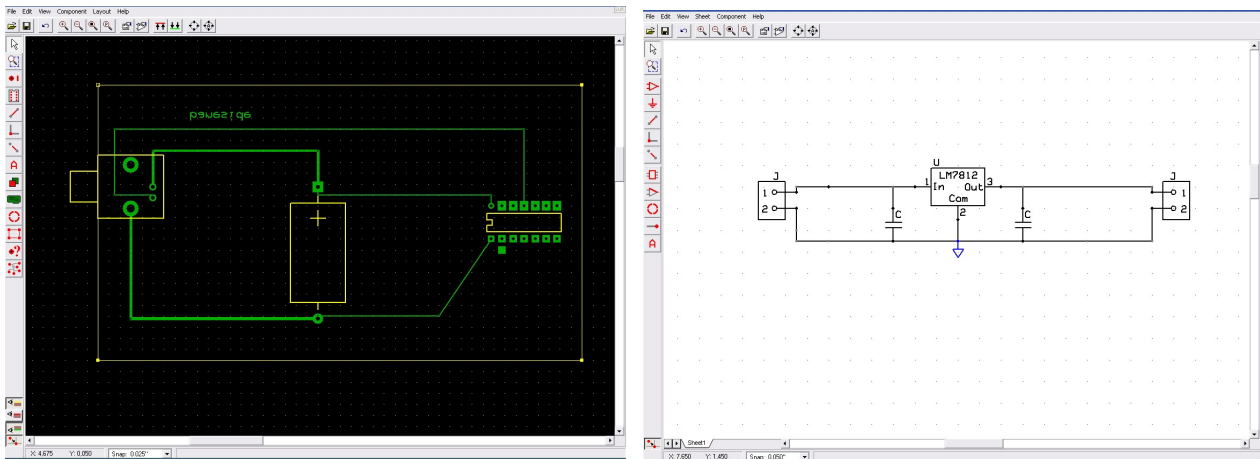 File Edit View Component Layout Help
paneside
X: 4,675 Y: 0,050 Snap: 0.025"
File Edit View Sheet Component Help
U
LM7812
1 In Out 3
Com
2
J
1
2
C
C
J
1
2
Sheet1
X: 7,650 Y: 1,450 Snap: 0.050"